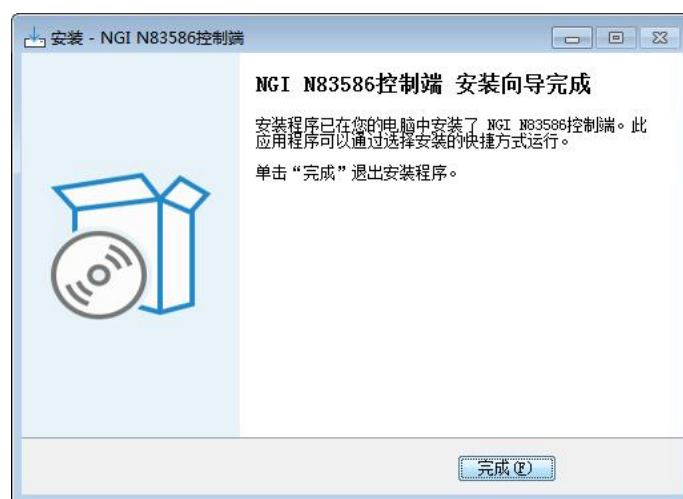 安装 - NGI N83586控制端
NGI N83586控制端 安装向导完成
安装程序已在您的电脑中安装了 NGI N83586控制端。此
应用程序可以通过选择安装的快捷方式运行。
单击“完成”退出安装程序。
完成(F)